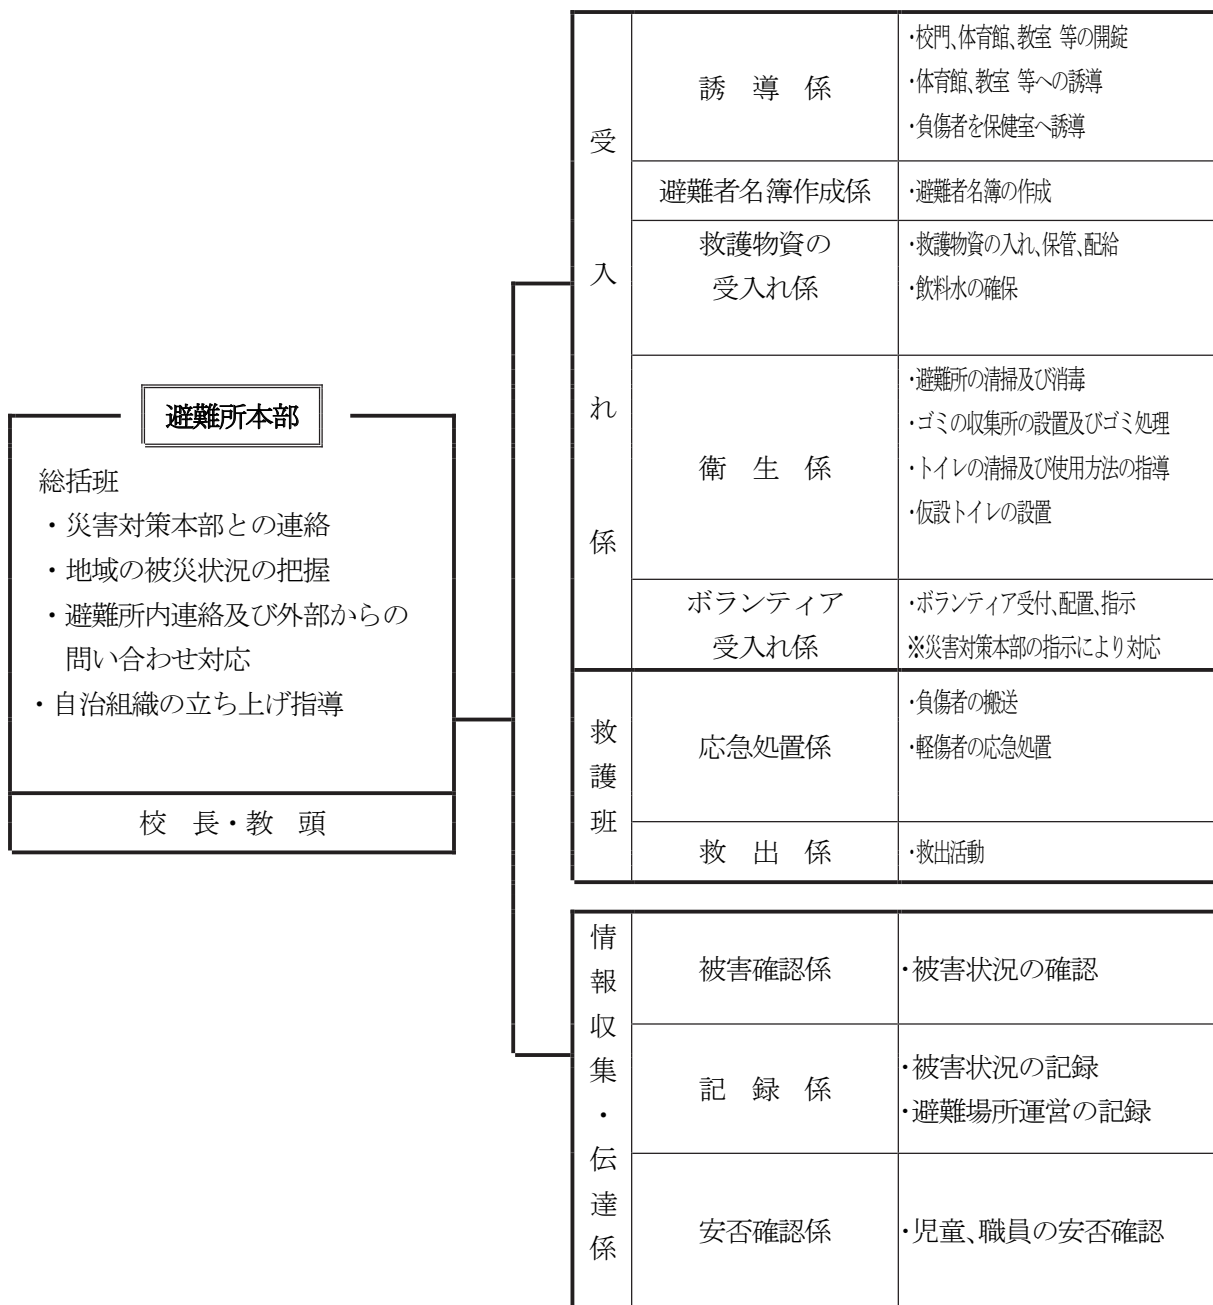 避難所本部
総括班
・災害対策本部との連絡
・地域の被災状況の把握
・避難所内連絡及び外部からの
問い合わせ対応
・自治組織の立ち上げ指導
校 長・教 頭
受入れ係
誘 導 係
・校門、体育館、教室 等の開錠
・体育館、教室 等への誘導
・負傷者を保健室へ誘導
避難者名簿作成係
・避難者名簿の作成
救護物資の
受入れ係
・救護物資の入れ、保管、配給
・飲料水の確保
衛 生 係
・避難所の清掃及び消毒
・ゴミの収集所の設置及びゴミ処理
・トイレの清掃及び使用方法の指導
・仮設トイレの設置
ボランティア
受入れ係
・ボランティア受付、配置、指示
※災害対策本部の指示により対応
救護班
応急処置係
・負傷者の搬送
・軽傷者の応急処置
救 出 係
・救出活動
情報収集・伝達係
被害確認係
・被害状況の確認
記 録 係
・被害状況の記録
・避難場所運営の記録
安否確認係
・児童、職員の安否確認